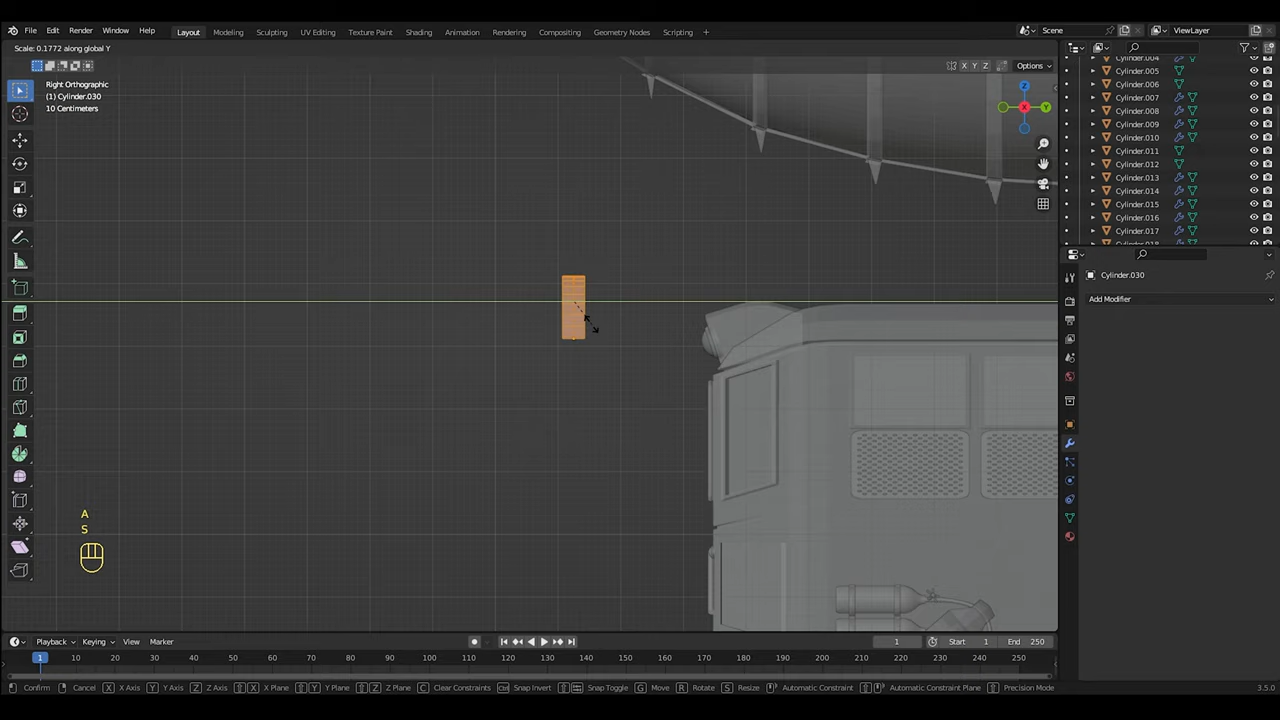 File Edit Render Window Help Layout Modeling Sculpting UV Editing Texture Paint Shading Animation Rendering Compositing Geometry Nodes Scripting + Scene ViewLayer
Scale: 0.1772 along global Y
X Y Z Options
Right Orthographic
(1) Cylinder.030
10 Centimeters
Z
X
Y
Cylinder.004
Cylinder.005
Cylinder.006
Cylinder.007
Cylinder.008
Cylinder.009
Cylinder.010
Cylinder.011
Cylinder.012
Cylinder.013
Cylinder.014
Cylinder.015
Cylinder.016
Cylinder.017
Cylinder.018
Cylinder.030
Add Modifier
A
S
Playback Keying View Marker 1 Start 1 End 250
1 10 20 30 40 50 60 70 80 90 100 110 120 130 140 150 160 170 180 190 200 210 220 230 240 250
Confirm Cancel X X Axis Y Y Axis Z Z Axis X X Plane Y Y Plane Z Z Plane C Clear Constraints Snap Invert Snap Toggle G Move R Rotate S Resize Automatic Constraint Automatic Constraint Plane Precision Mode 3.5.0